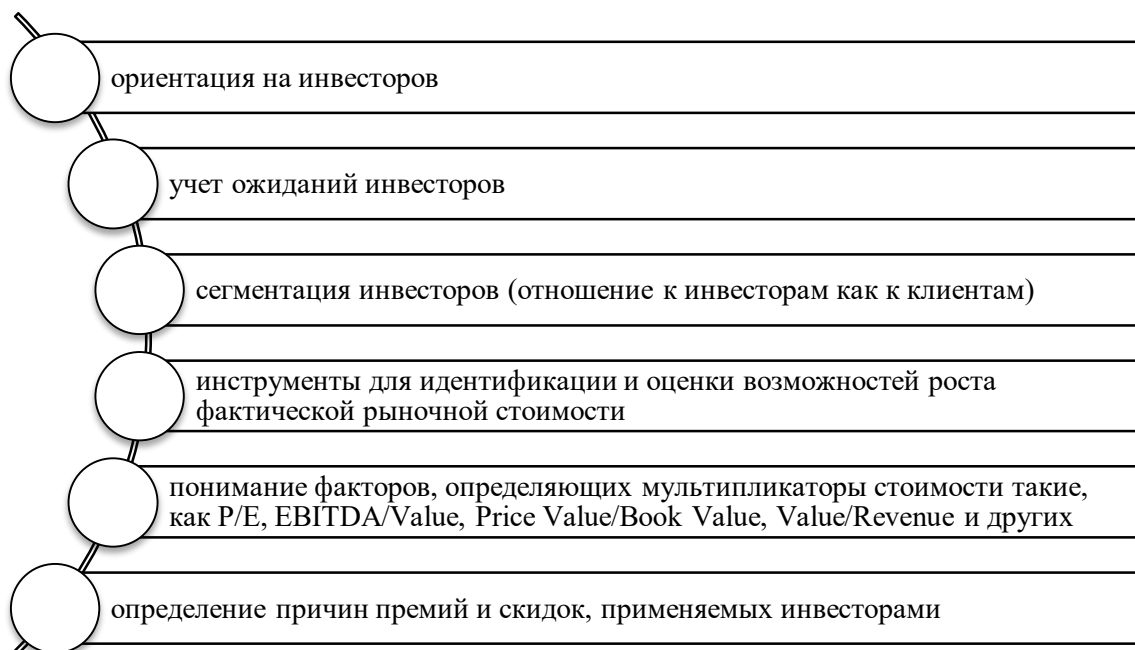 ориентация на инвесторов
учет ожиданий инвесторов
сегментация инвесторов (отношение к инвесторам как к клиентам)
инструменты для идентификации и оценки возможностей роста
фактической рыночной стоимости
понимание факторов, определяющих мультипликаторы стоимости такие,
как P/E, EBITDA/Value, Price Value/Book Value, Value/Revenue и других
определение причин премий и скидок, применяемых инвесторами